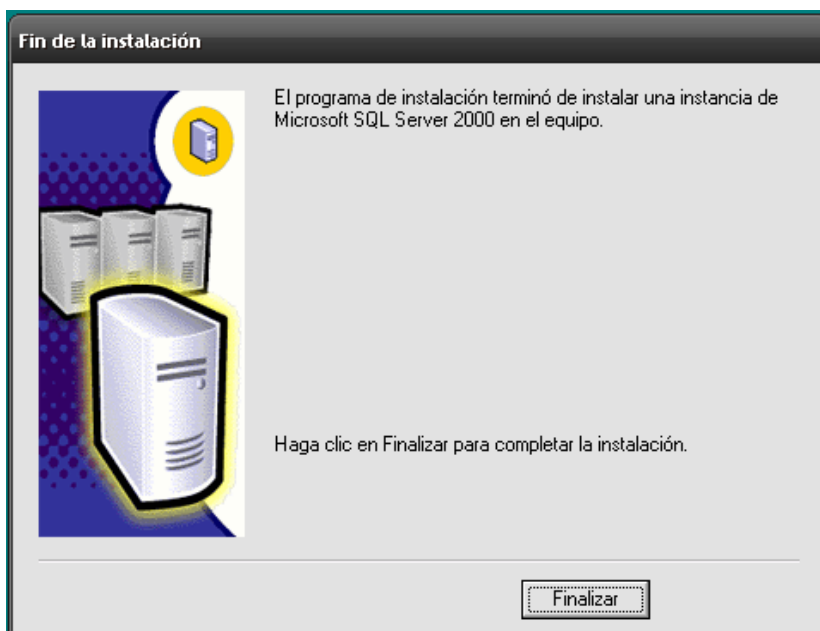 Fin de la instalación
El programa de instalación terminó de instalar una instancia de
Microsoft SQL Server 2000 en el equipo.
Haga clic en Finalizar para completar la instalación.
Finalizar